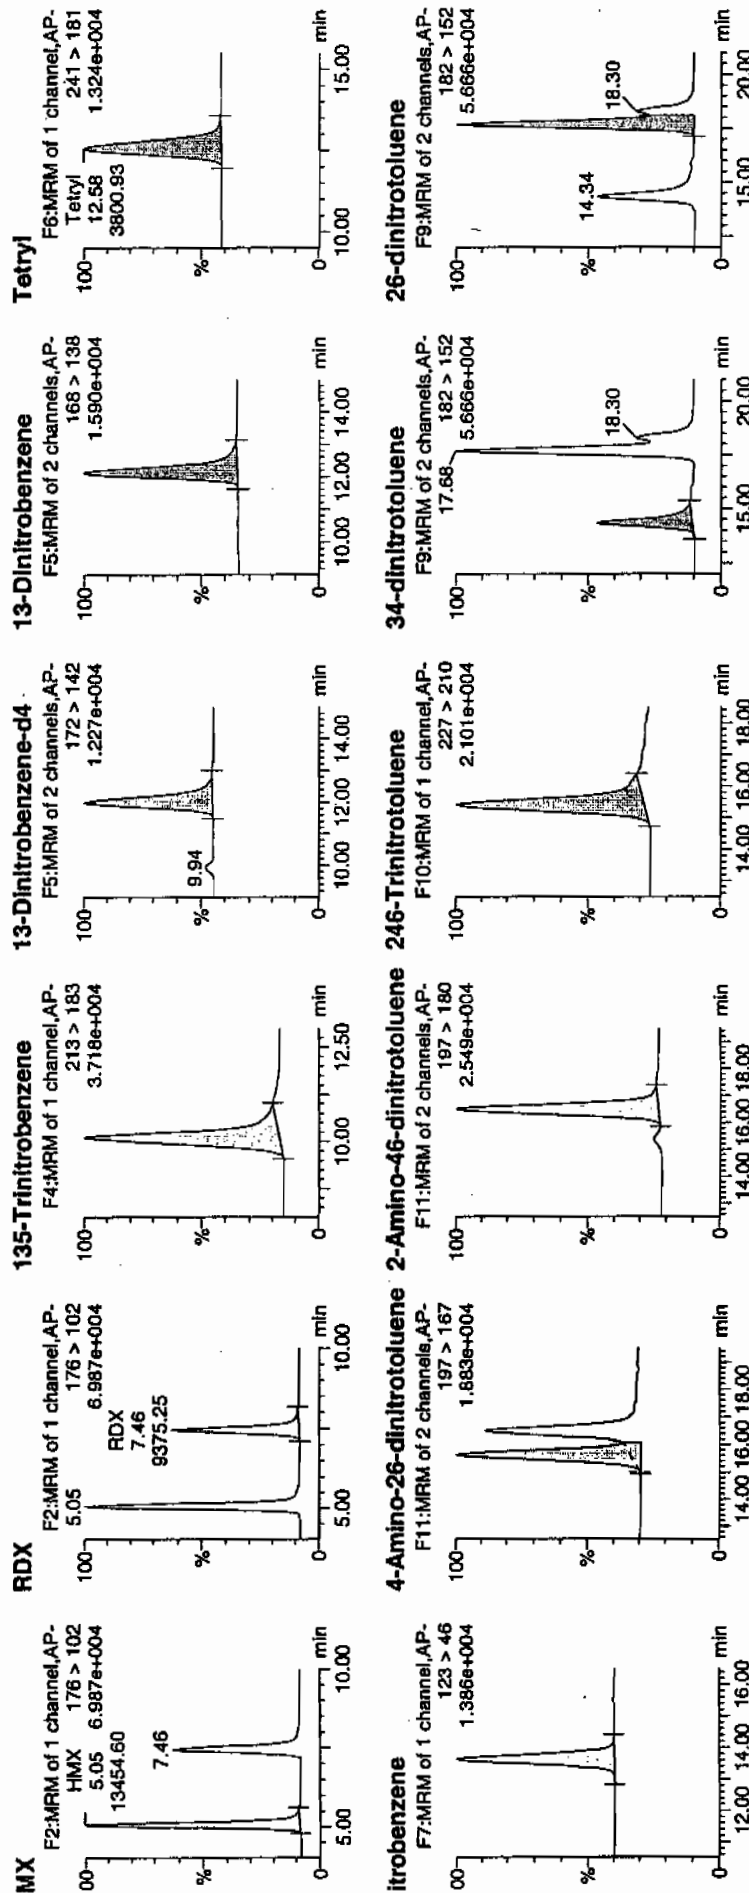 MX
F2:MRM of 1 channel,AP-
HMX 176 > 102
5.05 6.987e+004
13454.60
7.46
00
%
0
5.00 10.00 min
RDX
F2:MRM of 1 channel,AP-
176 > 102
6.987e+004
5.05
RDX
7.46
9375.25
100
%
0
5.00 10.00 min
135-Trinitrobenzene
F4:MRM of 1 channel,AP-
213 > 183
3.718e+004
100
%
0
10.00 12.50 min
13-Dinitrobenzene-d4
F5:MRM of 2 channels,AP-
172 > 142
1.227e+004
9.94
100
%
0
10.00 12.00 14.00 min
13-Dinitrobenzene
F5:MRM of 2 channels,AP-
168 > 138
1.590e+004
100
%
0
10.00 12.00 14.00 min
Tetryl
F6:MRM of 1 channel,AP-
Tetryl 241 > 181
12.58 1.324e+004
3800.93
100
%
0
10.00 15.00 min
itrobenzene
F7:MRM of 1 channel,AP-
123 > 46
1.386e+004
00
%
0
12.00 14.00 16.00 min
4-Amino-26-dinitrotoluene
F11:MRM of 2 channels,AP-
197 > 167
1.883e+004
100
%
0
14.00 16.00 18.00 min
2-Amino-46-dinitrotoluene
F11:MRM of 2 channels,AP-
197 > 180
2.549e+004
100
%
0
14.00 16.00 18.00 min
246-Trinitrotoluene
F10:MRM of 1 channel,AP-
227 > 210
2.101e+004
100
%
0
14.00 16.00 18.00 min
34-dinitrotoluene
F9:MRM of 2 channels,AP-
182 > 152
17.68 5.666e+004
18.30
100
%
0
15.00 20.00 min
26-dinitrotoluene
F9:MRM of 2 channels,AP-
182 > 152
5.666e+004
14.34
18.30
100
%
0
15.00 20.00 min